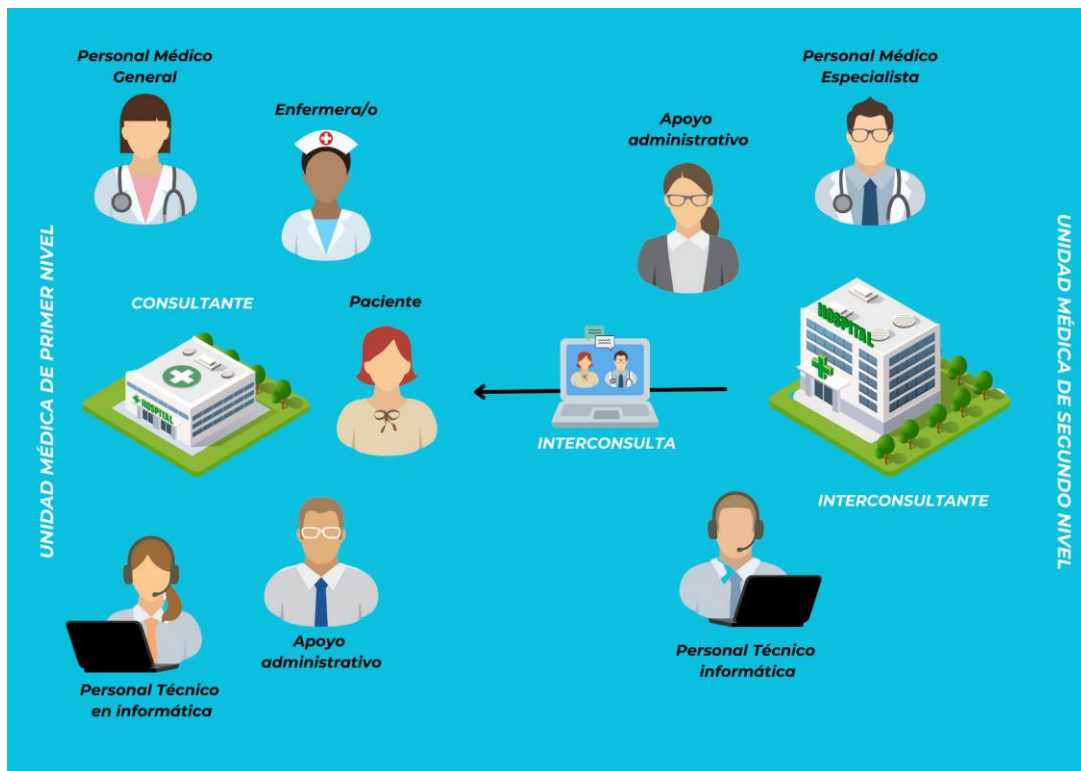 Personal Médico
General
Enfermera/o
Apoyo
administrativo
Personal Médico
Especialista
UNIDAD MÉDICA DE PRIMER NIVEL
CONSULTANTE
HOSPITAL
Paciente
INTERCONSULTA
HOSPITAL
INTERCONSULTANTE
UNIDAD MÉDICA DE SEGUNDO NIVEL
Personal Técnico
en informática
Apoyo
administrativo
Personal Técnico
informática